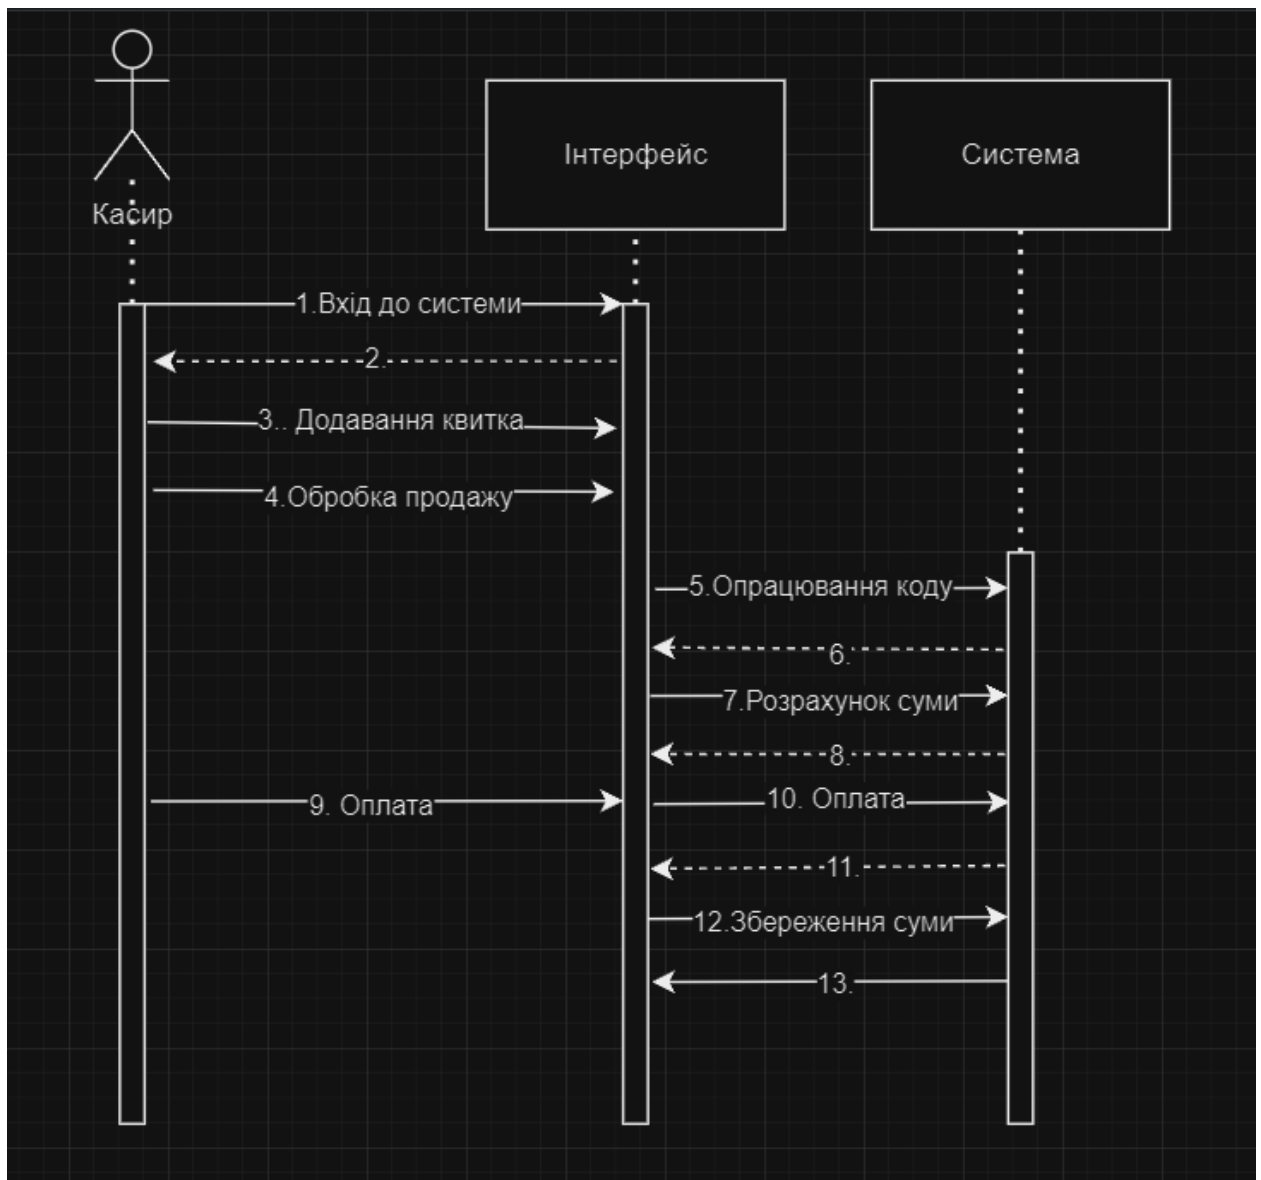 Касир
Інтерфейс
Система
1.Вхід до системи
2.
3.. Додавання квитка
4.Обробка продажу
5.Опрацювання коду
6.
7.Розрахунок суми
8.
9. Оплата
10. Оплата
11.
12.Збереження суми
13.